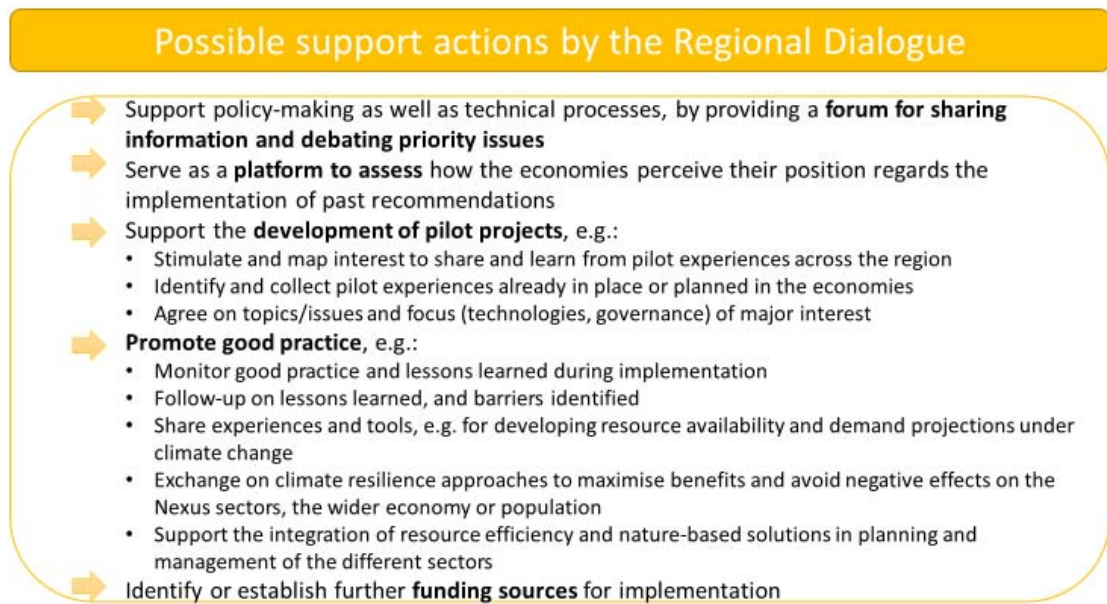 Possible support actions by the Regional Dialogue
Support policy-making as well as technical processes, by providing a forum for sharing
information and debating priority issues
Serve as a platform to assess how the economies perceive their position regards the
implementation of past recommendations
Support the development of pilot projects, e.g.:
• Stimulate and map interest to share and learn from pilot experiences across the region
• Identify and collect pilot experiences already in place or planned in the economies
• Agree on topics/issues and focus (technologies, governance) of major interest
Promote good practice, e.g.:
• Monitor good practice and lessons learned during implementation
• Follow-up on lessons learned, and barriers identified
• Share experiences and tools, e.g. for developing resource availability and demand projections under
climate change
• Exchange on climate resilience approaches to maximise benefits and avoid negative effects on the
Nexus sectors, the wider economy or population
• Support the integration of resource efficiency and nature-based solutions in planning and
management of the different sectors
Identify or establish further funding sources for implementation